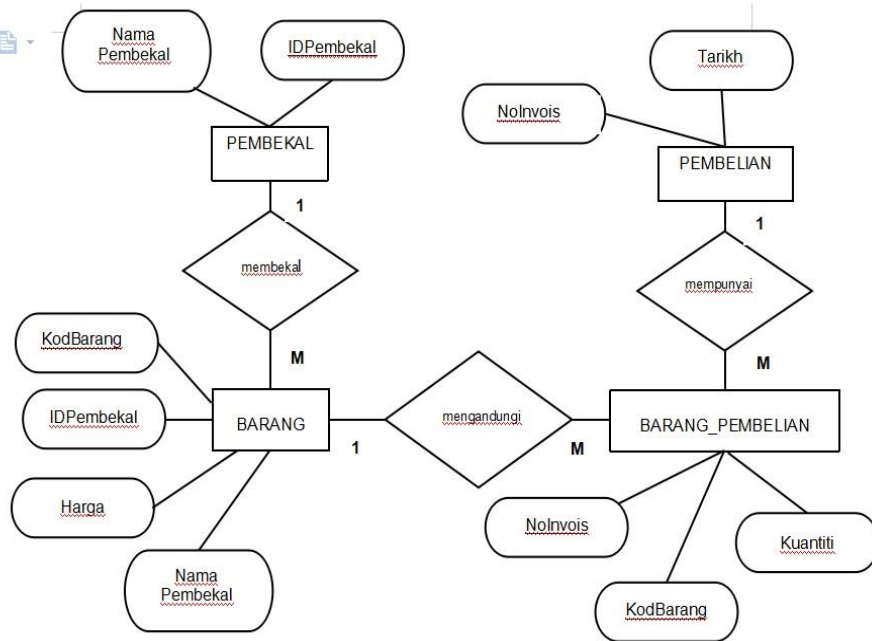 Nama
Pembekal
IDPembekal
Tarikh
NoInvois
PEMBEKAL
PEMBELIAN
1
1
membekal
mempunyai
KodBarang
M
M
IDPembekal
BARANG
mengandungi
BARANG_PEMBELIAN
1
M
Harga
NoInvois
Kuantiti
Nama
Pembekal
KodBarang